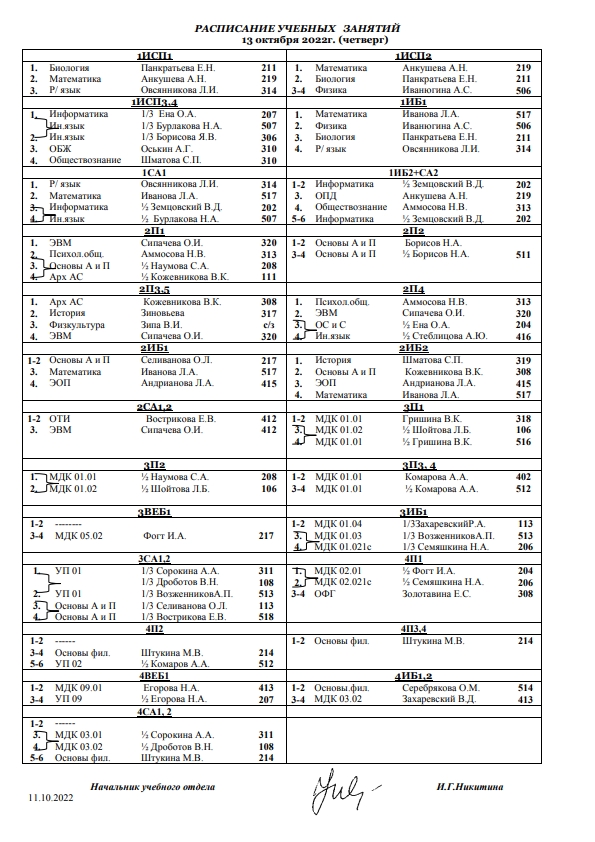 РАСПИСАНИЕ УЧЕБНЫХ ЗАНЯТИЙ
13 октября 2022г. (четверг)
1ИСП1
1. Биология Панкратьева Е.Н. 211
2. Математика Анкушева А.Н. 219
3. Р/ язык Овсянникова Л.И. 314
1ИСП2
1. Математика Анкушева А.Н. 219
2. Биология Панкратьева Е.Н. 211
3-4 Физика Иванюгина А.С. 506
1ИСП3,4
1. Информатика 1/3 Ена О.А. 207
Ин.язык 1/3 Бурлакова Н.А. 507
2. Ин.язык 1/3 Борисова Я.В. 306
3. ОБЖ Оськин А.Г. 310
4. Обществознание Шматова С.П. 310
1ИБ1
1. Математика Иванова Л.А. 517
2. Физика Иванюгина А.С. 506
3. Биология Панкратьева Е.Н. 211
4. Р/ язык Овсянникова Л.И. 314
1СА1
1. Р/ язык Овсянникова Л.И. 314
2. Математика Иванова Л.А. 517
3. Информатика ½ Земцовский В.Д. 202
4. Ин.язык ½ Бурлакова Н.А. 507
1ИБ2+СА2
1-2 Информатика ½ Земцовский В.Д. 202
3. ОПД Анкушева А.Н. 219
4. Обществознание Аммосова Н.В. 313
5-6 Информатика ½ Земцовский В.Д. 202
2П1
1. ЭВМ Сипачева О.И. 320
2. Психол.общ. Аммосова Н.В. 313
3. Основы А и П ½ Наумова С.А. 208
4. Арх АС ½ Кожевникова В.К. 111
2П2
1-2 Основы А и П Борисов Н.А.
3-4 Основы А и П ½ Борисов Н.А. 511
2П3,5
1. Арх АС Кожевникова В.К. 308
2. История Зиновьева 317
3. Физкультура Зипа В.И. с/з
4. ЭВМ Сипачева О.И. 320
2П4
1. Психол.общ. Аммосова Н.В. 313
2. ЭВМ Сипачева О.И. 320
3. ОС и С ½ Ена О.А. 204
4. Ин.язык ½ Стеблицова А.Ю. 416
2ИБ1
1-2 Основы А и П Селиванова О.Л. 217
3. Математика Иванова Л.А. 517
4. ЭОП Андрианова Л.А. 415
2ИБ2
1. История Шматова С.П. 319
2. Основы А и П Кожевникова В.К. 308
3. ЭОП Андрианова Л.А. 415
4. Математика Иванова Л.А. 517
2СА1,2
1-2 ОТИ Вострикова Е.В. 412
3. ЭВМ Сипачева О.И. 412
3П1
1-2 МДК 01.01 Гришина В.К. 318
3. МДК 01.02 ½ Шойтова Л.Б. 106
4. МДК 01.01 ½ Гришина В.К. 516
3П2
1. МДК 01.01 ½ Наумова С.А. 208
2. МДК 01.02 ½ Шойтова Л.Б. 106
3П3, 4
1-2 МДК 01.01 Комарова А.А. 402
3-4 МДК 01.01 ½ Комарова А.А. 512
3ВЕБ1
1-2 --------
3-4 МДК 05.02 Фогт И.А. 217
3ИБ1
1-2 МДК 01.04 1/3ЗахаревскийР.А. 113
3. МДК 01.03 1/3 ВозженниковА.П. 513
4. МДК 01.021с 1/3 Семяшкина Н.А. 206
3СА1,2
1. УП 01 1/3 Сорокина А.А. 311
1/3 Дроботов В.Н. 108
2. УП 01 1/3 ВозженниковА.П. 513
3. Основы А и П 1/3 Селиванова О.Л. 113
4. Основы А и П 1/3 Вострикова Е.В. 518
4П1
1. МДК 02.01 ½ Фогт И.А. 204
2. МДК 02.021с ½ Семяшкина Н.А. 206
3-4 ОФГ Золотавина Е.С. 308
4П2
1-2 ------
3-4 Основы фил. Штукина М.В. 214
5-6 УП 02 ½ Комаров А.А. 512
4П3,4
1-2 Основы фил. Штукина М.В. 214
4ВЕБ1
1-2 МДК 09.01 Егорова Н.А. 413
3-4 УП 09 ½ Егорова Н.А. 207
4ИБ1,2
1-2 Основы.фил. Серебрякова О.М. 514
3-4 МДК 03.02 Захаревский В.Д. 413
4СА1, 2
1-2 ------
3. МДК 03.01 ½ Сорокина А.А. 311
4. МДК 03.02 ½ Дроботов В.Н. 108
5-6 Основы фил. Штукина М.В. 214
Начальник учебного отдела И.Г.Никитина
11.10.2022